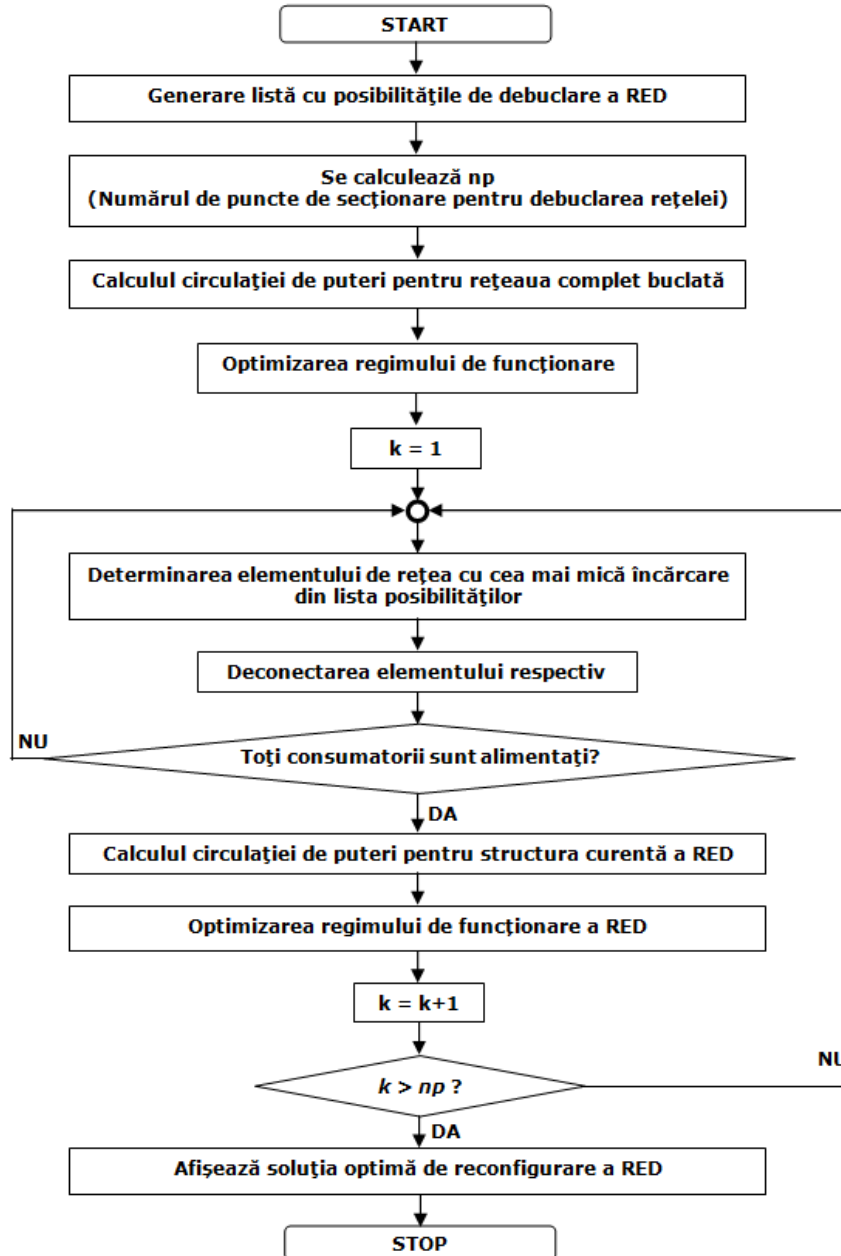 START
Generare listă cu posibilităţile de debuclare a RED
Se calculează np
(Numărul de puncte de secţionare pentru debuclarea reţelei)
Calculul circulaţiei de puteri pentru reţeaua complet buclată
Optimizarea regimului de funcţionare
k = 1
Determinarea elementului de reţea cu cea mai mică încărcare
din lista posibilităţilor
Deconectarea elementului respectiv
NU
Toţi consumatorii sunt alimentaţi?
DA
Calculul circulaţiei de puteri pentru structura curentă a RED
Optimizarea regimului de funcţionare a RED
k = k+1
NU
k > np ?
DA
Afişează soluţia optimă de reconfigurare a RED
STOP